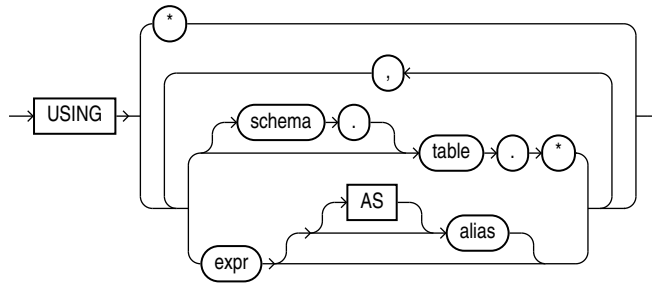 *
,
USING
schema .
table . *
AS
alias
expr